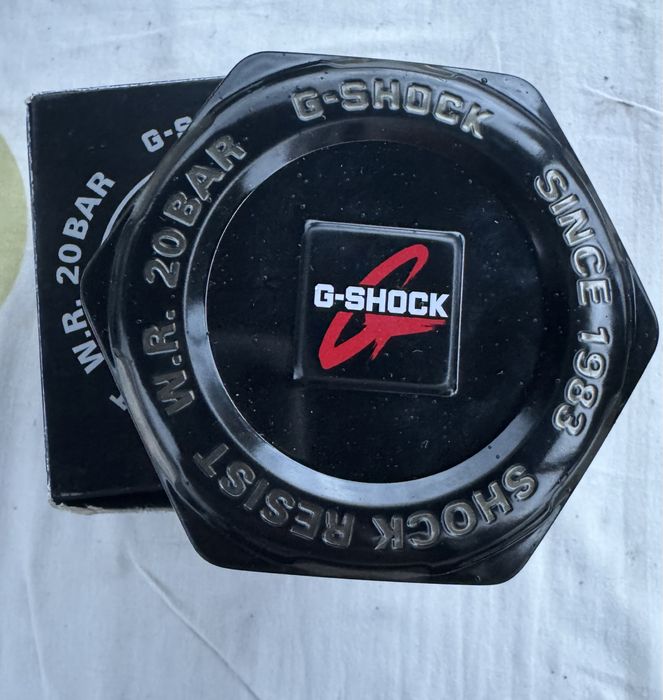 G-SHOCK
SINCE 1983
SHOCK RESIST
W.R. 20BAR
G-SHOCK
G-S
W.R. 20BAR